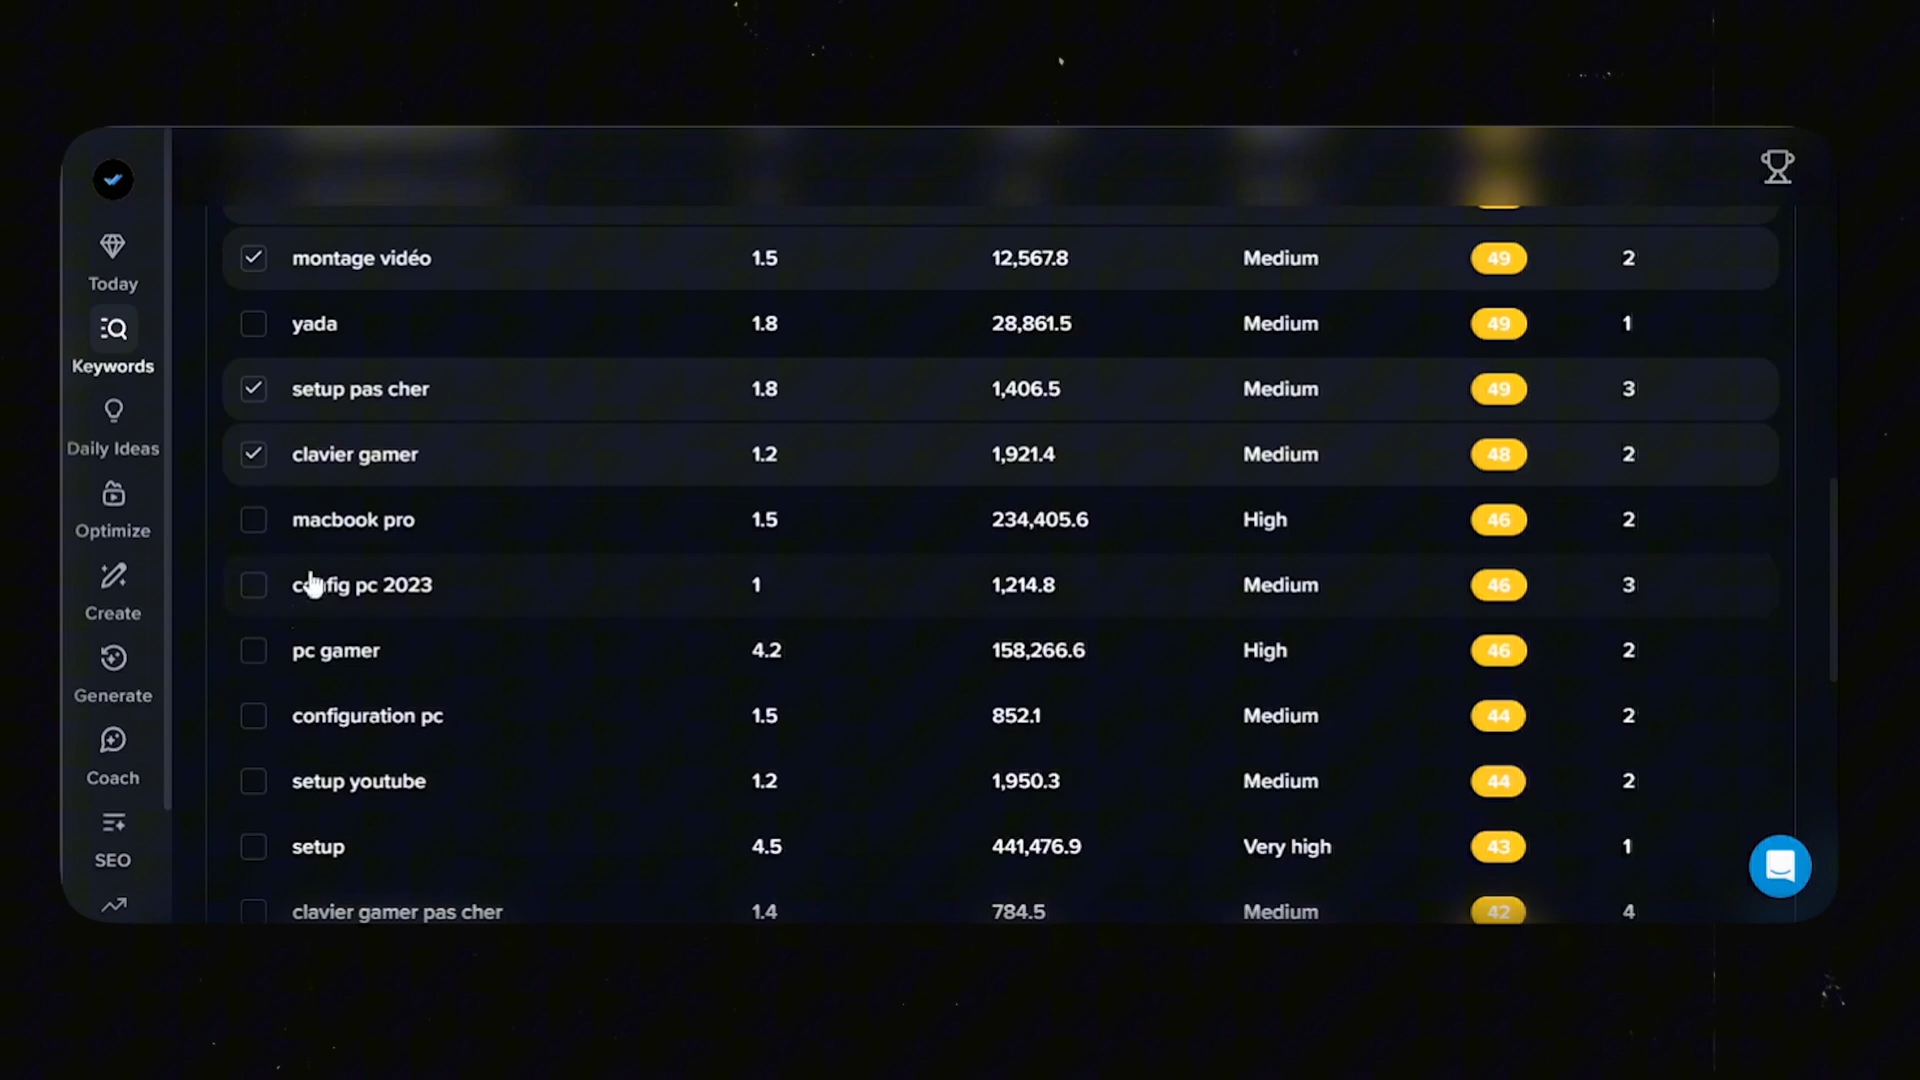 Today
Keywords
Daily Ideas
Optimize
Create
Generate
Coach
SEO
montage vidéo 1.5 12,567.8 Medium 49 2
yada 1.8 28,861.5 Medium 49 1
setup pas cher 1.8 1,406.5 Medium 49 3
clavier gamer 1.2 1,921.4 Medium 48 2
macbook pro 1.5 234,405.6 High 46 2
config pc 2023 1 1,214.8 Medium 46 3
pc gamer 4.2 158,266.6 High 46 2
configuration pc 1.5 852.1 Medium 44 2
setup youtube 1.2 1,950.3 Medium 44 2
setup 4.5 441,476.9 Very high 43 1
clavier gamer pas cher 1.4 784.5 Medium 42 4